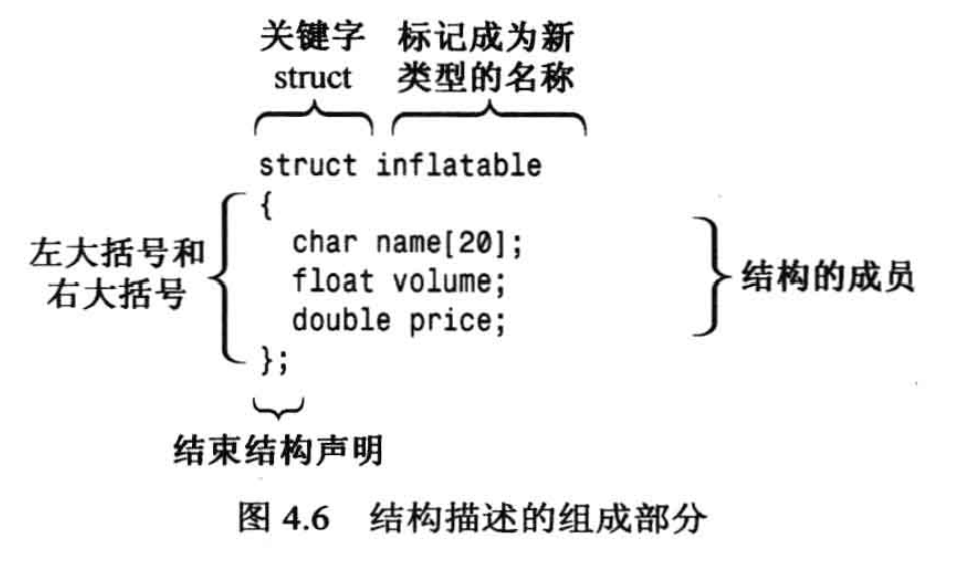 关键字 标记成为新
struct 类型的名称
struct inflatable
{
char name[20];
左大括号和
float volume;
结构的成员
右大括号
double price;
};
结束结构声明
图 4.6 结构描述的组成部分